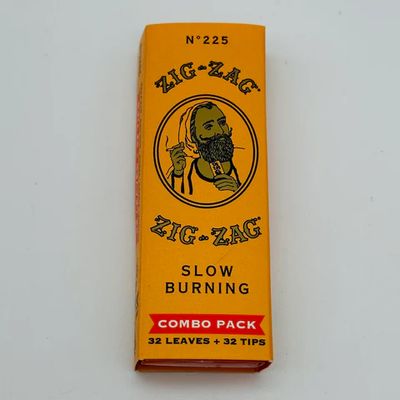 N°225
ZIG-ZAG
ZIG-ZAG
SLOW
BURNING
COMBO PACK
32 LEAVES + 32 TIPS